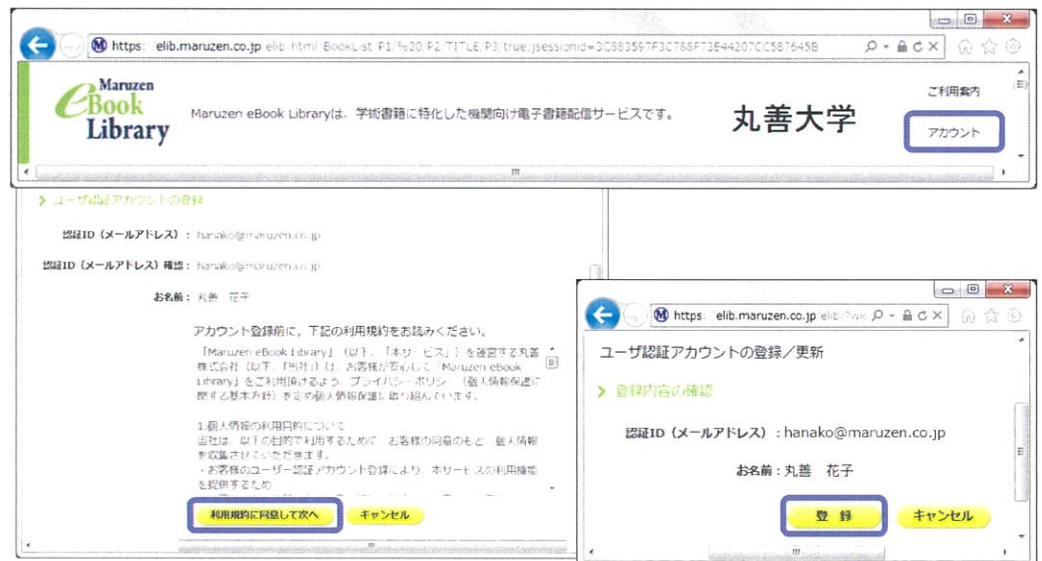 https: elib.maruzen.co.jp/elib/html/BookList/P1/%20/P2/TITLE/P3/true;jsessionid=3C883597F3C788F73E44207CC587645B
Maruzen
eBook
Library
Maruzen eBook Libraryは、学術書籍に特化した機関向け電子書籍配信サービスです。
丸善大学
ご利用案内
アカウント
ユーザ認証アカウントの登録
認証ID（メールアドレス）：hanako@maruzen.co.jp
認証ID（メールアドレス）確認：hanako@maruzen.co.jp
お名前：丸善　花子
アカウント登録前に、下記の利用規約をお読みください。
「Maruzen eBook Library」（以下、「本サービス」）を運営する丸善
株式会社（以下、「当社」）は、お客様が安心して「Maruzen eBook
Library」をご利用頂けるよう、プライバシーポリシー（個人情報保護に
関する基本方針）を定め個人情報保護に取り組んでいます。
1.個人情報の利用目的について
当社は、以下の目的で利用するために、お客様の同意のもと、個人情報
を収集させていただきます。
・お客様のユーザー認証アカウント登録により、本サービスの利用機能
を提供するため
利用規約に同意して次へ
キャンセル
https: elib.maruzen.co.jp/elib/?wic
ユーザ認証アカウントの登録／更新
登録内容の確認
認証ID（メールアドレス）：hanako@maruzen.co.jp
お名前：丸善　花子
登 録
キャンセル